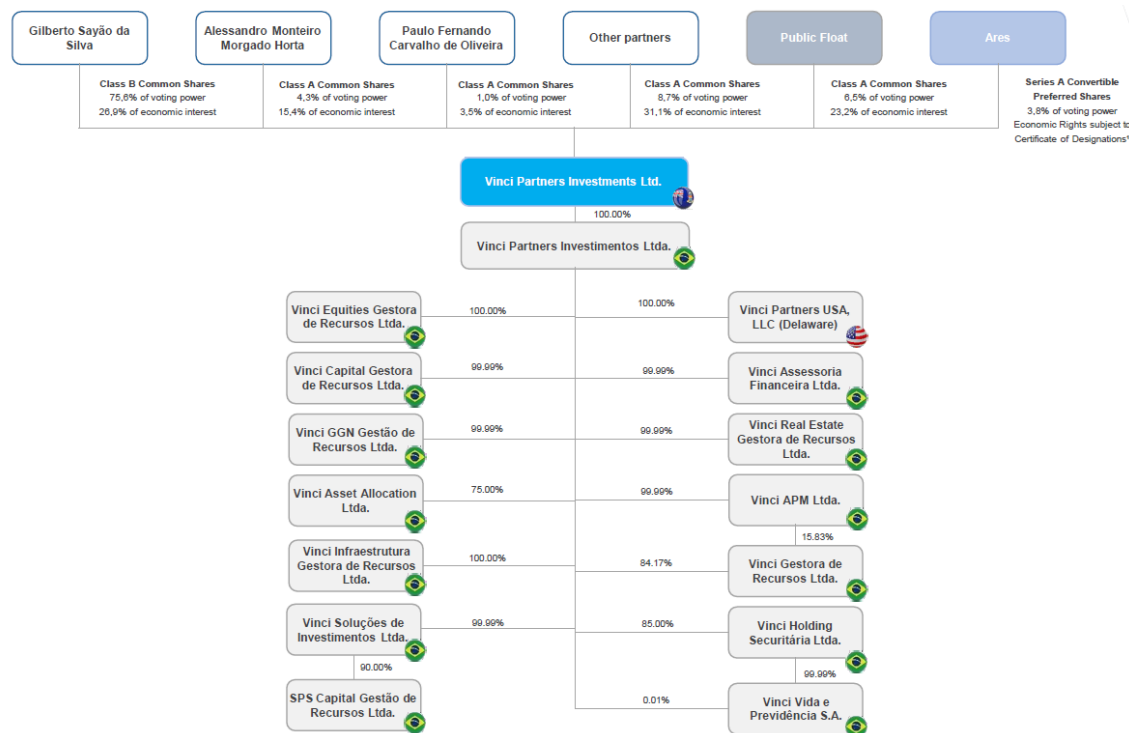 Gilberto Sayão da
Silva
Alessandro Monteiro
Morgado Horta
Paulo Fernando
Carvalho de Oliveira
Other partners
Public Float
Ares
Class B Common Shares
75,6% of voting power
26,9% of economic interest
Class A Common Shares
4,3% of voting power
15,4% of economic interest
Class A Common Shares
1,0% of voting power
3,5% of economic interest
Class A Common Shares
8,7% of voting power
31,1% of economic interest
Class A Common Shares
6,5% of voting power
23,2% of economic interest
Series A Convertible
Preferred Shares
3,8% of voting power
Economic Rights subject to
Certificate of Designations
Vinci Partners Investments Ltd.
100.00%
Vinci Partners Investimentos Ltda.
Vinci Equities Gestora
de Recursos Ltda.
100.00%
100.00%
Vinci Partners USA,
LLC (Delaware)
Vinci Capital Gestora
de Recursos Ltda.
99.99%
99.99%
Vinci Assessoria
Financeira Ltda.
Vinci GGN Gestão de
Recursos Ltda.
99.99%
99.99%
Vinci Real Estate
Gestora de Recursos
Ltda.
Vinci Asset Allocation
Ltda.
75.00%
99.99%
Vinci APM Ltda.
15.83%
Vinci Infraestrutura
Gestora de Recursos
Ltda.
100.00%
84.17%
Vinci Gestora de
Recursos Ltda.
Vinci Soluções de
Investimentos Ltda.
99.99%
85.00%
Vinci Holding
Securitária Ltda.
90.00%
99.99%
SPS Capital Gestão de
Recursos Ltda.
0.01%
Vinci Vida e
Previdência S.A.